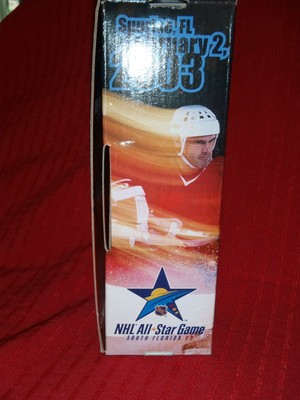 Sunrise, FL
February 2,
2003
NHL All-Star Game
SOUTH FLORIDA 03